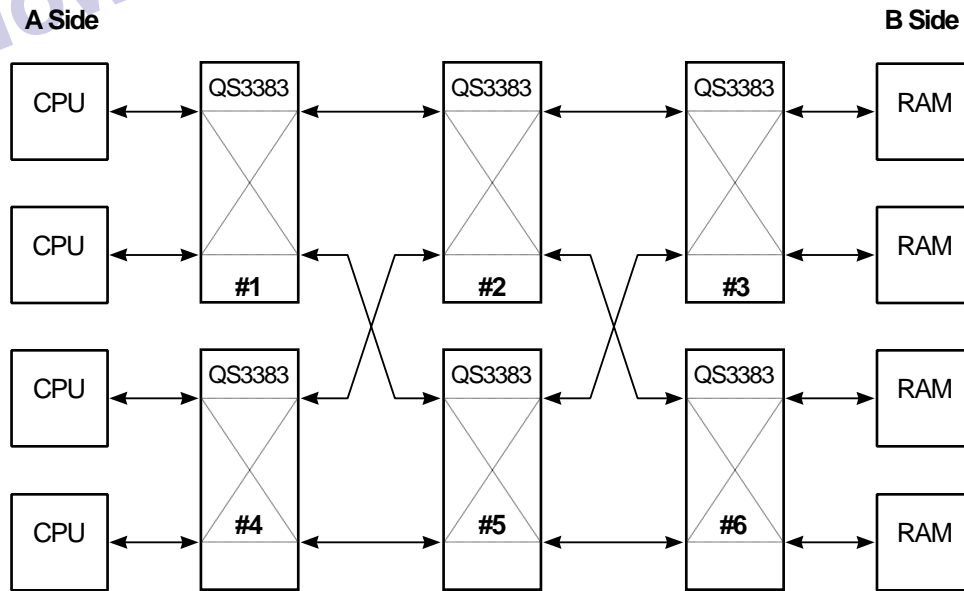 A Side
B Side
QS3383
QS3383
QS3383
CPU
RAM
CPU
RAM
#1
#2
#3
QS3383
QS3383
QS3383
CPU
RAM
CPU
#4
#5
#6
RAM